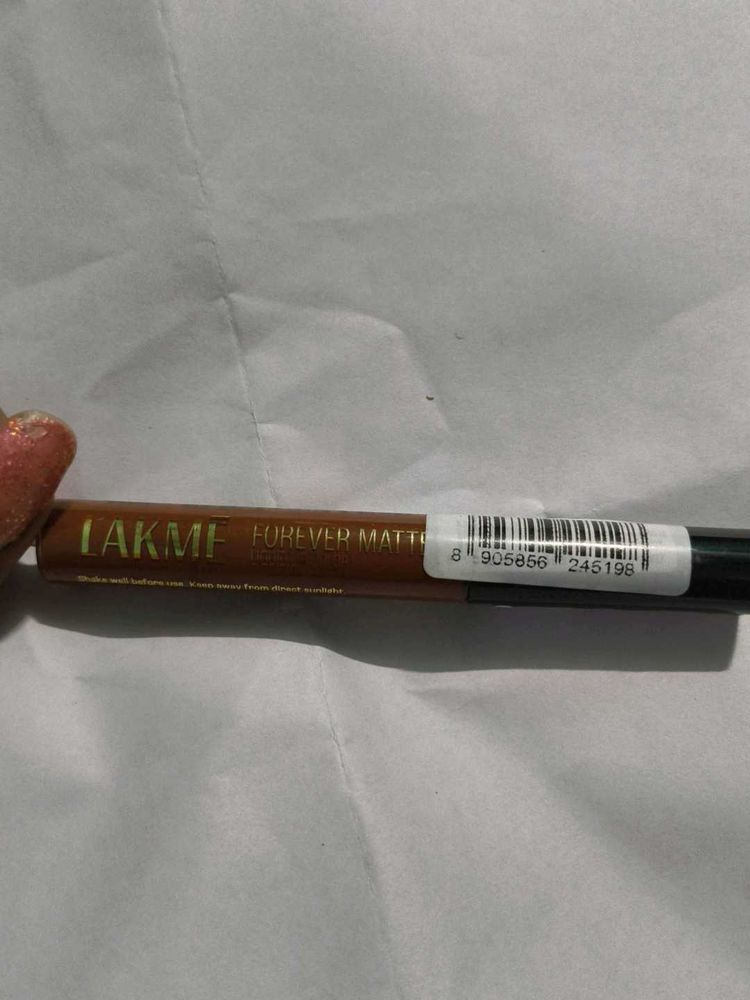 LAKMÉ
FOREVER MATTE
Shake well before use. Keep away from direct sunlight.
8 905856 245198